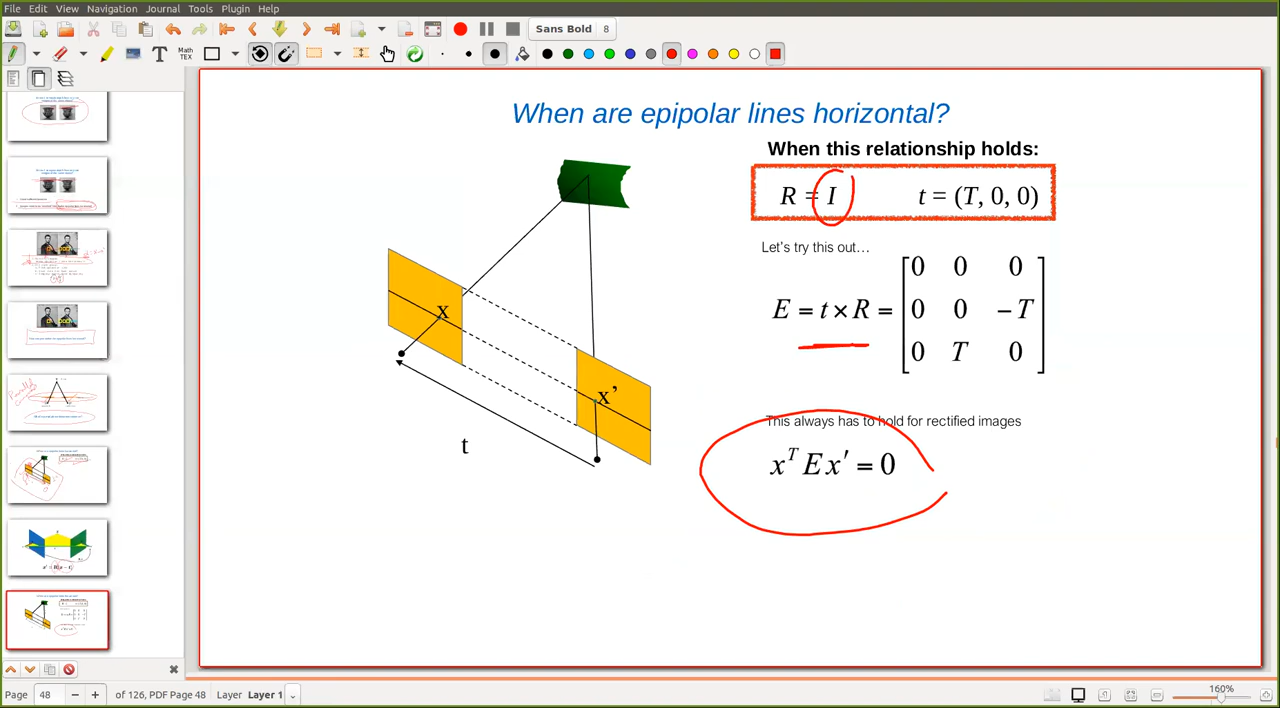 File Edit View Navigation Journal Tools Plugin Help
Sans Bold 8
T Math TEX
When are epipolar lines horizontal?
When this relationship holds:
R = I t = (T, 0, 0)
Let's try this out...
E = t × R = [0 0 0
0 0 −T
0 T 0]
x
x’
t
This always has to hold for rectified images
x^T E x′ = 0
Page 48 of 126, PDF Page 48 Layer Layer 1 160%